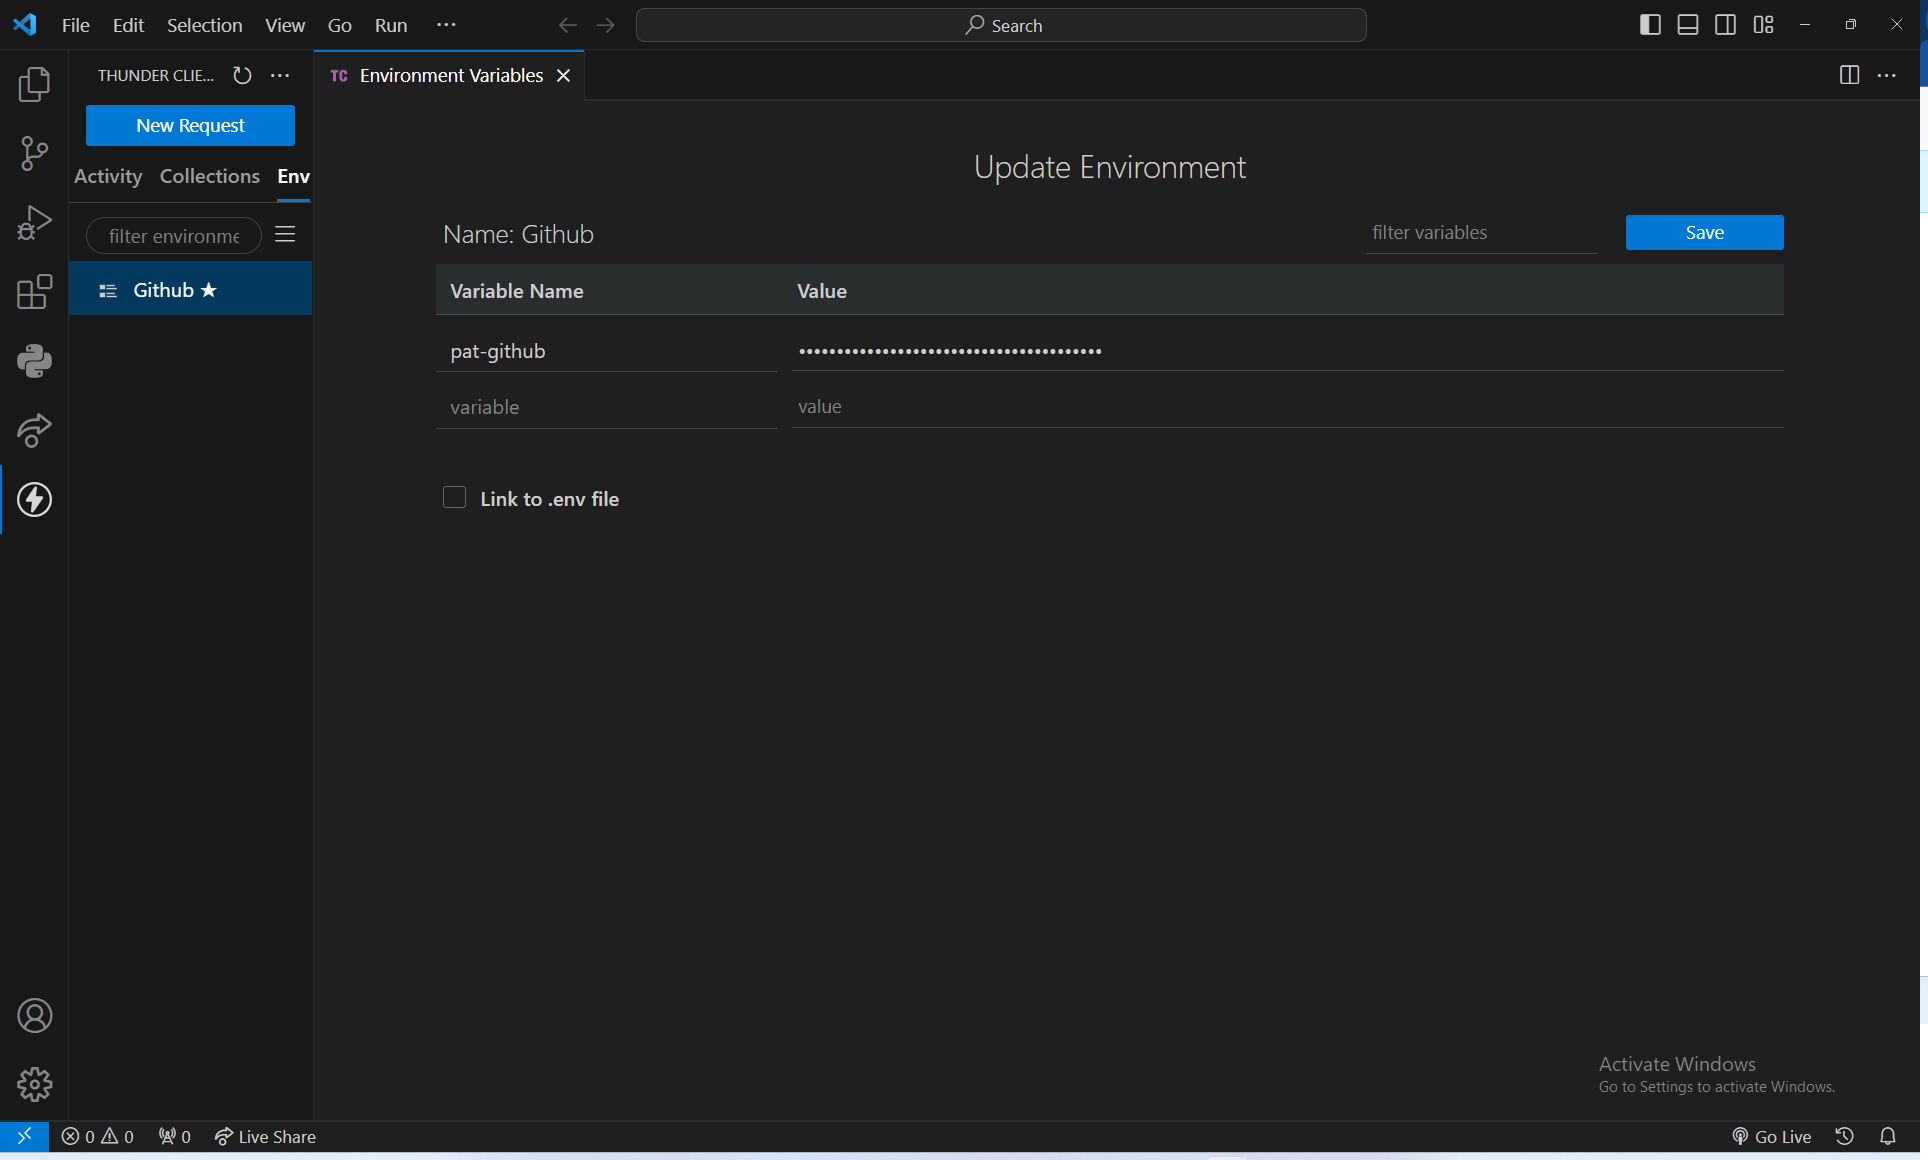 File Edit Selection View Go Run ···
Search
THUNDER CLIE... ···
TC Environment Variables
New Request
Activity Collections Env
Update Environment
filter environme
Name: Github
filter variables
Save
Github ★
Variable Name Value
pat-github ••••••••••••••••••••••••••••••••••••••••
variable value
Link to .env file
Activate Windows
Go to Settings to activate Windows.
0 0 0 Live Share
Go Live